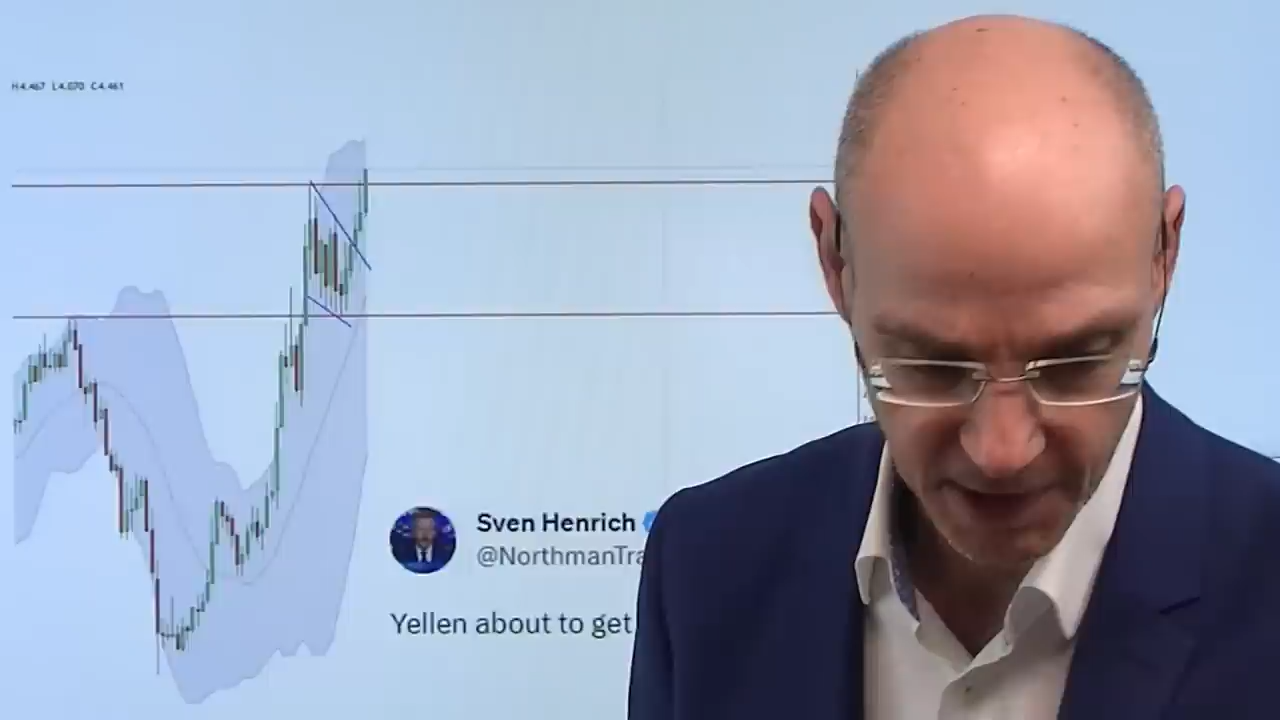 H4.467 L4.070 C4.461
Sven Henrich
@NorthmanTra
Yellen about to get